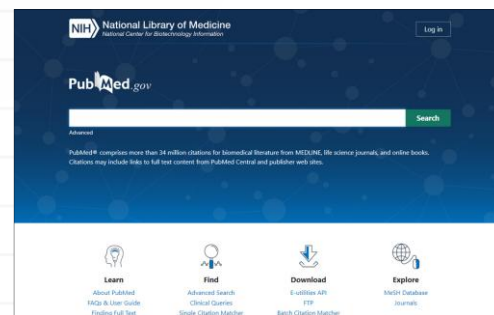 NIH National Library of Medicine
National Center for Biotechnology Information
Log in
PubMed.gov
Search
Advanced
PubMed® comprises more than 34 million citations for biomedical literature from MEDLINE, life science journals, and online books.
Citations may include links to full text content from PubMed Central and publisher web sites.
Learn
About PubMed
FAQs & User Guide
Finding Full Text
Find
Advanced Search
Clinical Queries
Single Citation Matcher
Download
E-utilities API
FTP
Batch Citation Matcher
Explore
MeSH Database
Journals